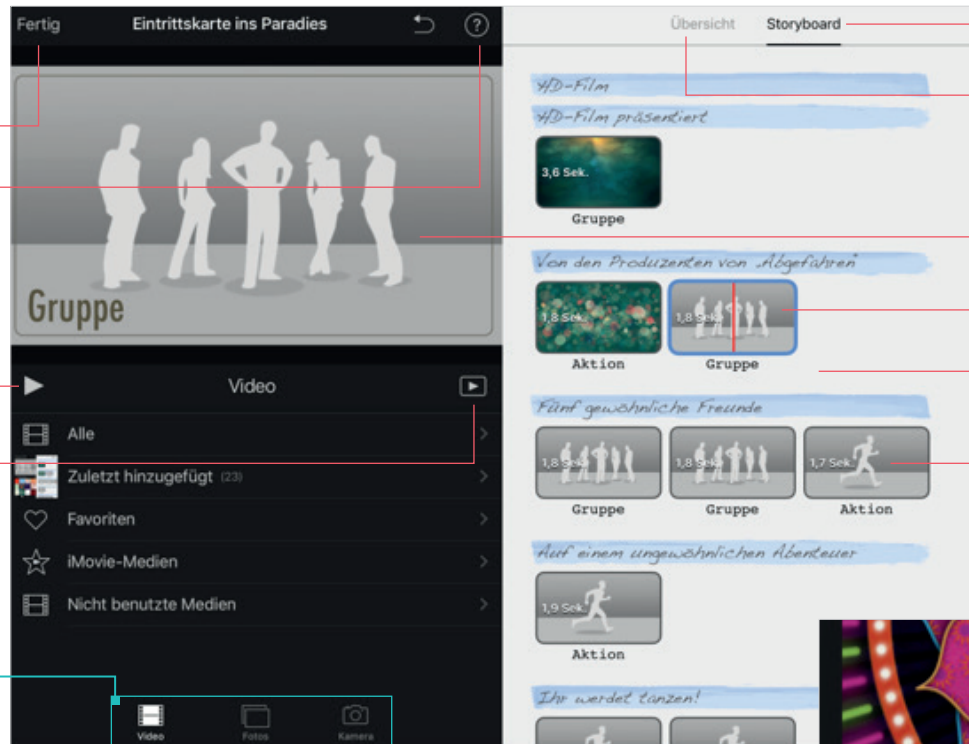 Fertig
Eintrittskarte ins Paradies
?
Gruppe
Video
Alle
Zuletzt hinzugefügt (23)
Favoriten
iMovie-Medien
Nicht benutzte Medien
Video
Fotos
Kamera
Übersicht
Storyboard
HD-Film
HD-Film präsentiert
3,6 Sek.
Gruppe
Von den Produzenten von „Abgefahren“
1,8 Sek.
1,8 Sek.
Aktion
Gruppe
Fünf gewöhnliche Freunde
1,8 Sek.
1,8 Sek.
1,7 Sek.
Gruppe
Gruppe
Aktion
Auf einem ungewöhnlichen Abenteuer
1,9 Sek.
Aktion
Ihr werdet tanzen!